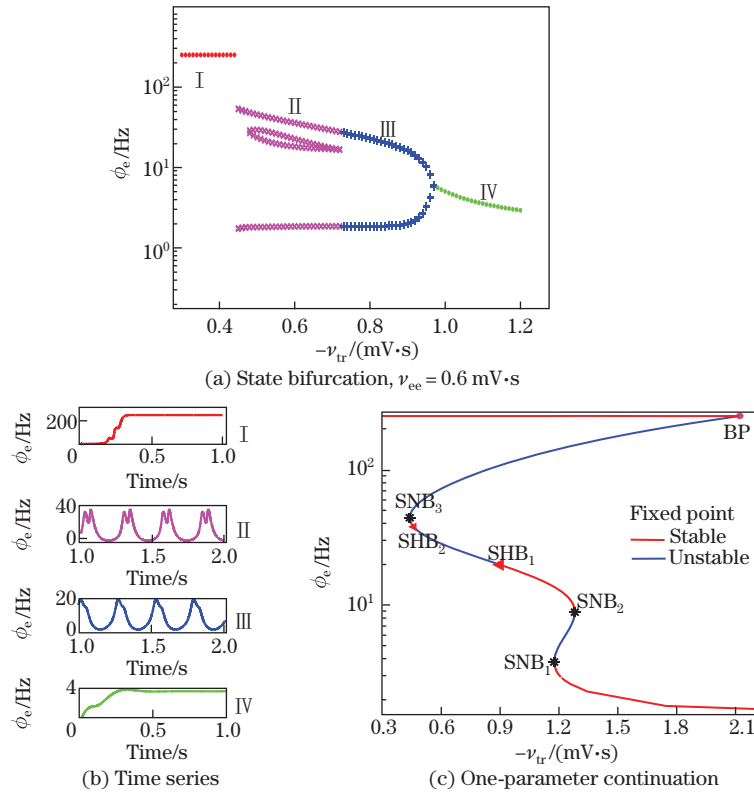 I
II
III
IV
ϕe/Hz
10²
10¹
10⁰
0.4 0.6 0.8 1.0 1.2
−νtr/(mV·s)
(a) State bifurcation, νee = 0.6 mV·s
ϕe/Hz
200
I
0 0.5 1.0
Time/s
ϕe/Hz
40
0
II
1.0 1.5 2.0
Time/s
ϕe/Hz
20
0
III
1.0 1.5 2.0
Time/s
ϕe/Hz
4
IV
0 0.5 1.0
Time/s
(b) Time series
BP
10²
SNB3
SHB2
SHB1
Fixed point
Stable
Unstable
ϕe/Hz
10¹
SNB2
SNB1
0.3 0.6 0.9 1.2 1.5 1.8 2.1
−νtr/(mV·s)
(c) One-parameter continuation